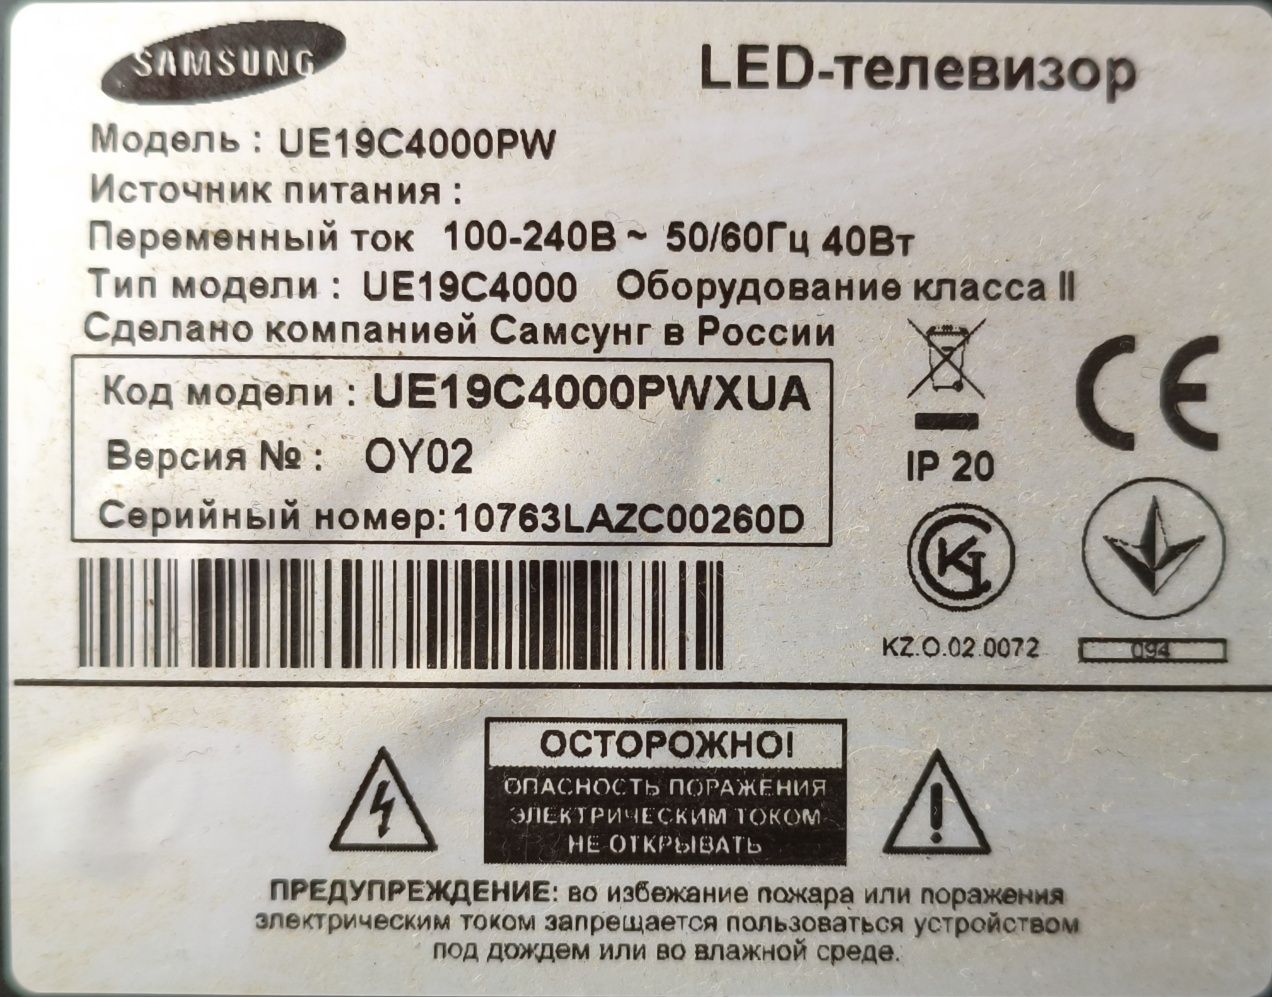 SAMSUNG
LED-телевизор
Модель : UE19C4000PW
Источник питания :
Переменный ток 100-240В ~ 50/60Гц 40Вт
Тип модели : UE19C4000 Оборудование класса II
Сделано компанией Самсунг в России
Код модели : UE19C4000PWXUA
Версия № : OY02
Серийный номер:10763LAZC00260D
CE
IP 20
KZ.O.02.0072
094
ОСТОРОЖНО!
ОПАСНОСТЬ ПОРАЖЕНИЯ
ЭЛЕКТРИЧЕСКИМ ТОКОМ
НЕ ОТКРЫВАТЬ
ПРЕДУПРЕЖДЕНИЕ: во избежание пожара или поражения
электрическим током запрещается пользоваться устройством
под дождем или во влажной среде.